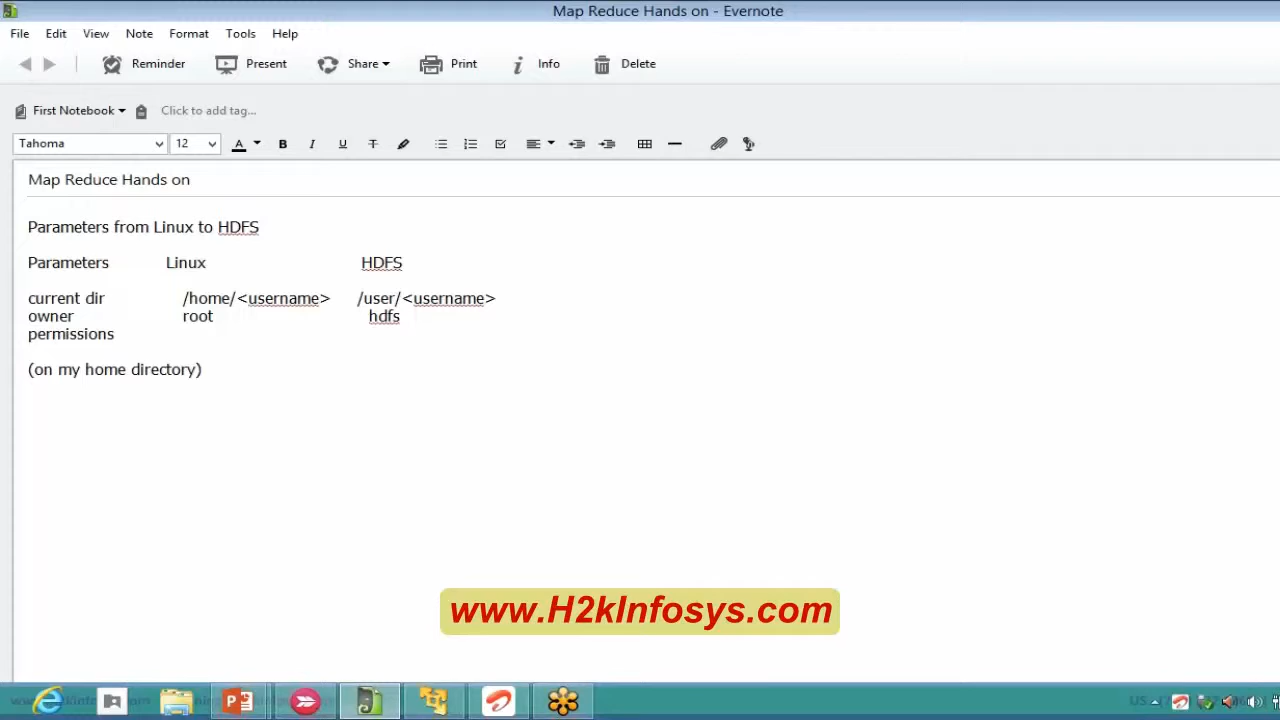 Map Reduce Hands on - Evernote
File Edit View Note Format Tools Help
Reminder Present Share Print Info Delete
First Notebook Click to add tag...
Tahoma 12 A B I U T
Map Reduce Hands on
Parameters from Linux to HDFS
Parameters Linux HDFS
current dir /home/<username> /user/<username>
owner root hdfs
permissions
(on my home directory)
www.H2kInfosys.com